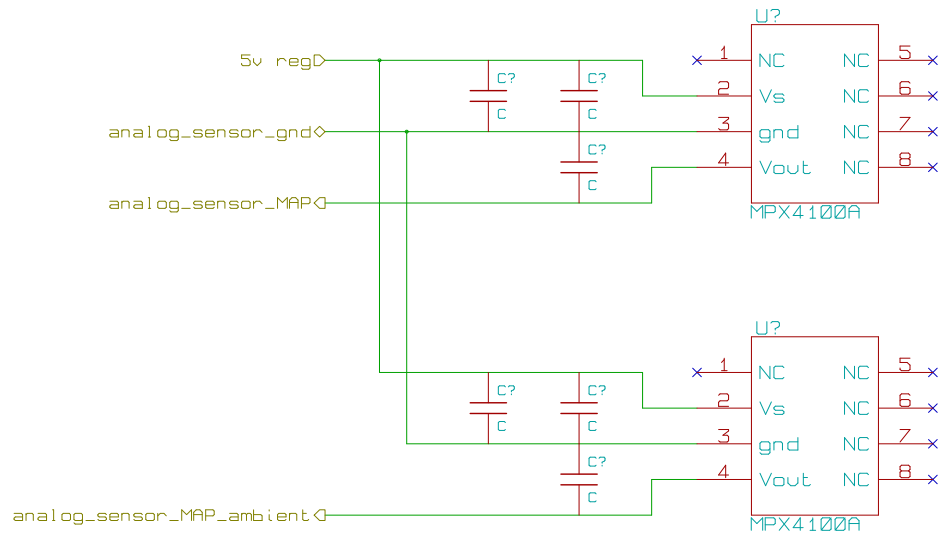 U?
5v reg
1 NC NC 5
C? C?
2 Vs NC 6
C C
analog_sensor_gnd
3 gnd NC 7
C?
4 Vout NC 8
C
analog_sensor_MAP
MPX4100A
U?
1 NC NC 5
C? C?
2 Vs NC 6
C C
3 gnd NC 7
C?
4 Vout NC 8
C
analog_sensor_MAP_ambient
MPX4100A